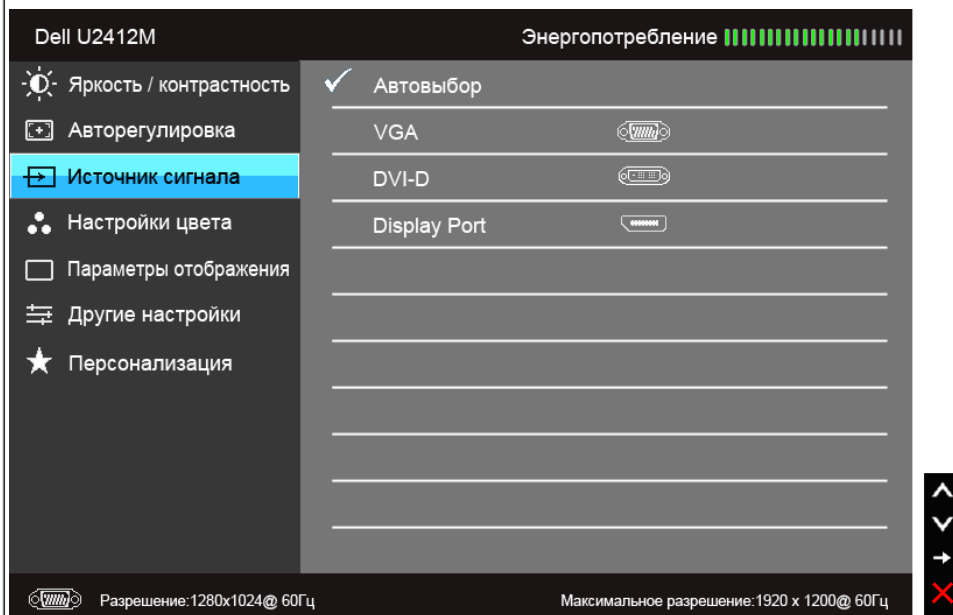 Dell U2412M
Энергопотребление
Яркость / контрастность
Автовыбор
Авторегулировка
VGA
Источник сигнала
DVI-D
Настройки цвета
Display Port
Параметры отображения
Другие настройки
Персонализация
Разрешение:1280x1024@ 60Гц
Максимальное разрешение:1920 x 1200@ 60Гц